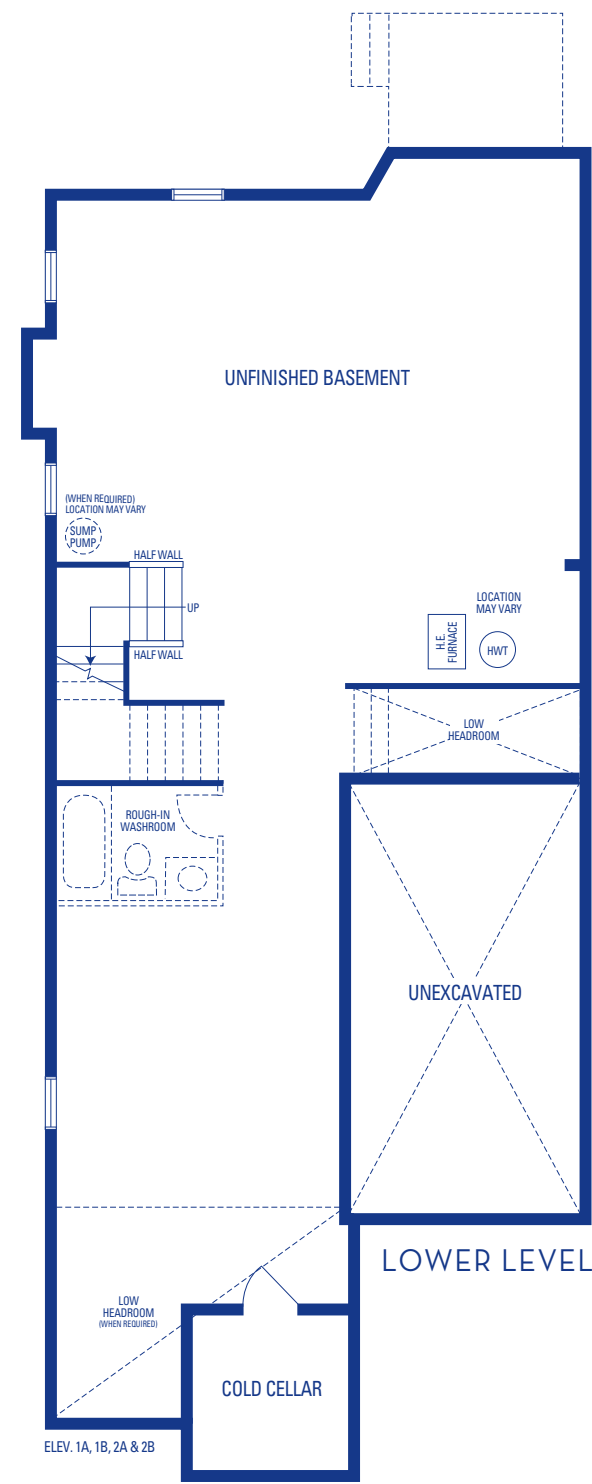 UNFINISHED BASEMENT
(WHEN REQUIRED)
LOCATION MAY VARY
SUMP
PUMP
HALF WALL
UP
HALF WALL
LOCATION
MAY VARY
H.E.
FURNACE
HWT
LOW
HEADROOM
ROUGH-IN
WASHROOM
UNEXCAVATED
LOWER LEVEL
LOW
HEADROOM
(WHEN REQUIRED)
COLD CELLAR
ELEV. 1A, 1B, 2A & 2B